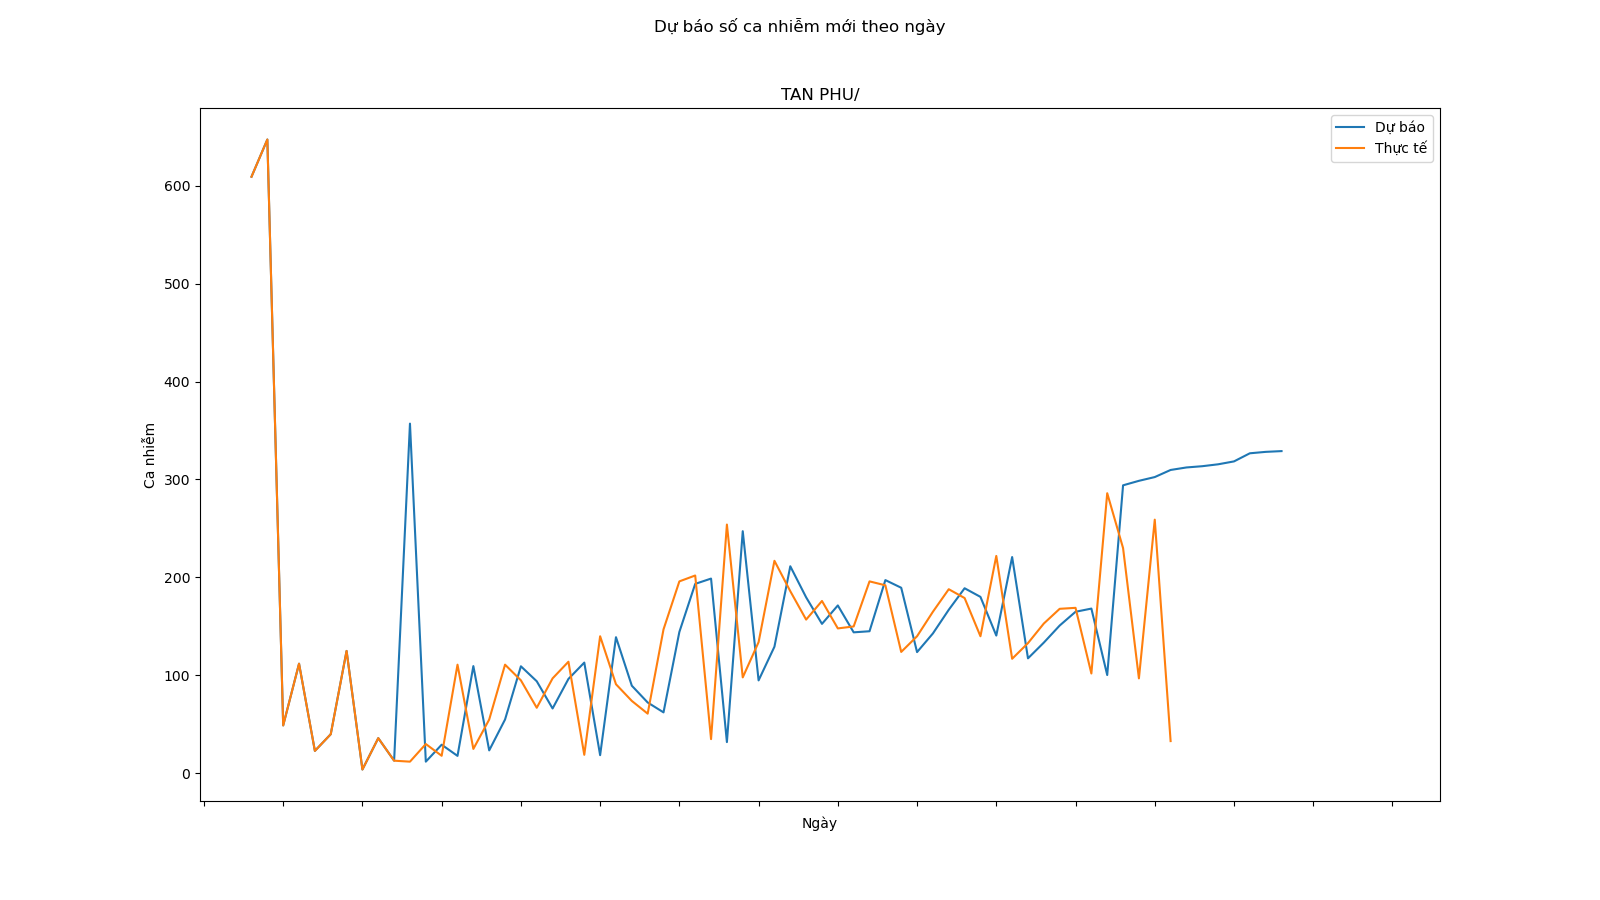 Dự báo số ca nhiễm mới theo ngày
TAN PHU/
Dự báo
Thực tế
600
500
400
300
200
100
0
Ca nhiễm
Ngày